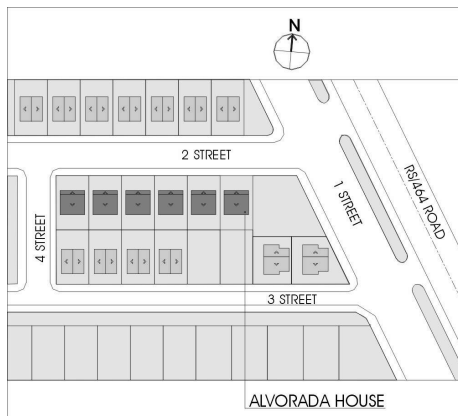 N
2 STREET
1 STREET
RS/464 ROAD
4 STREET
3 STREET
ALVORADA HOUSE